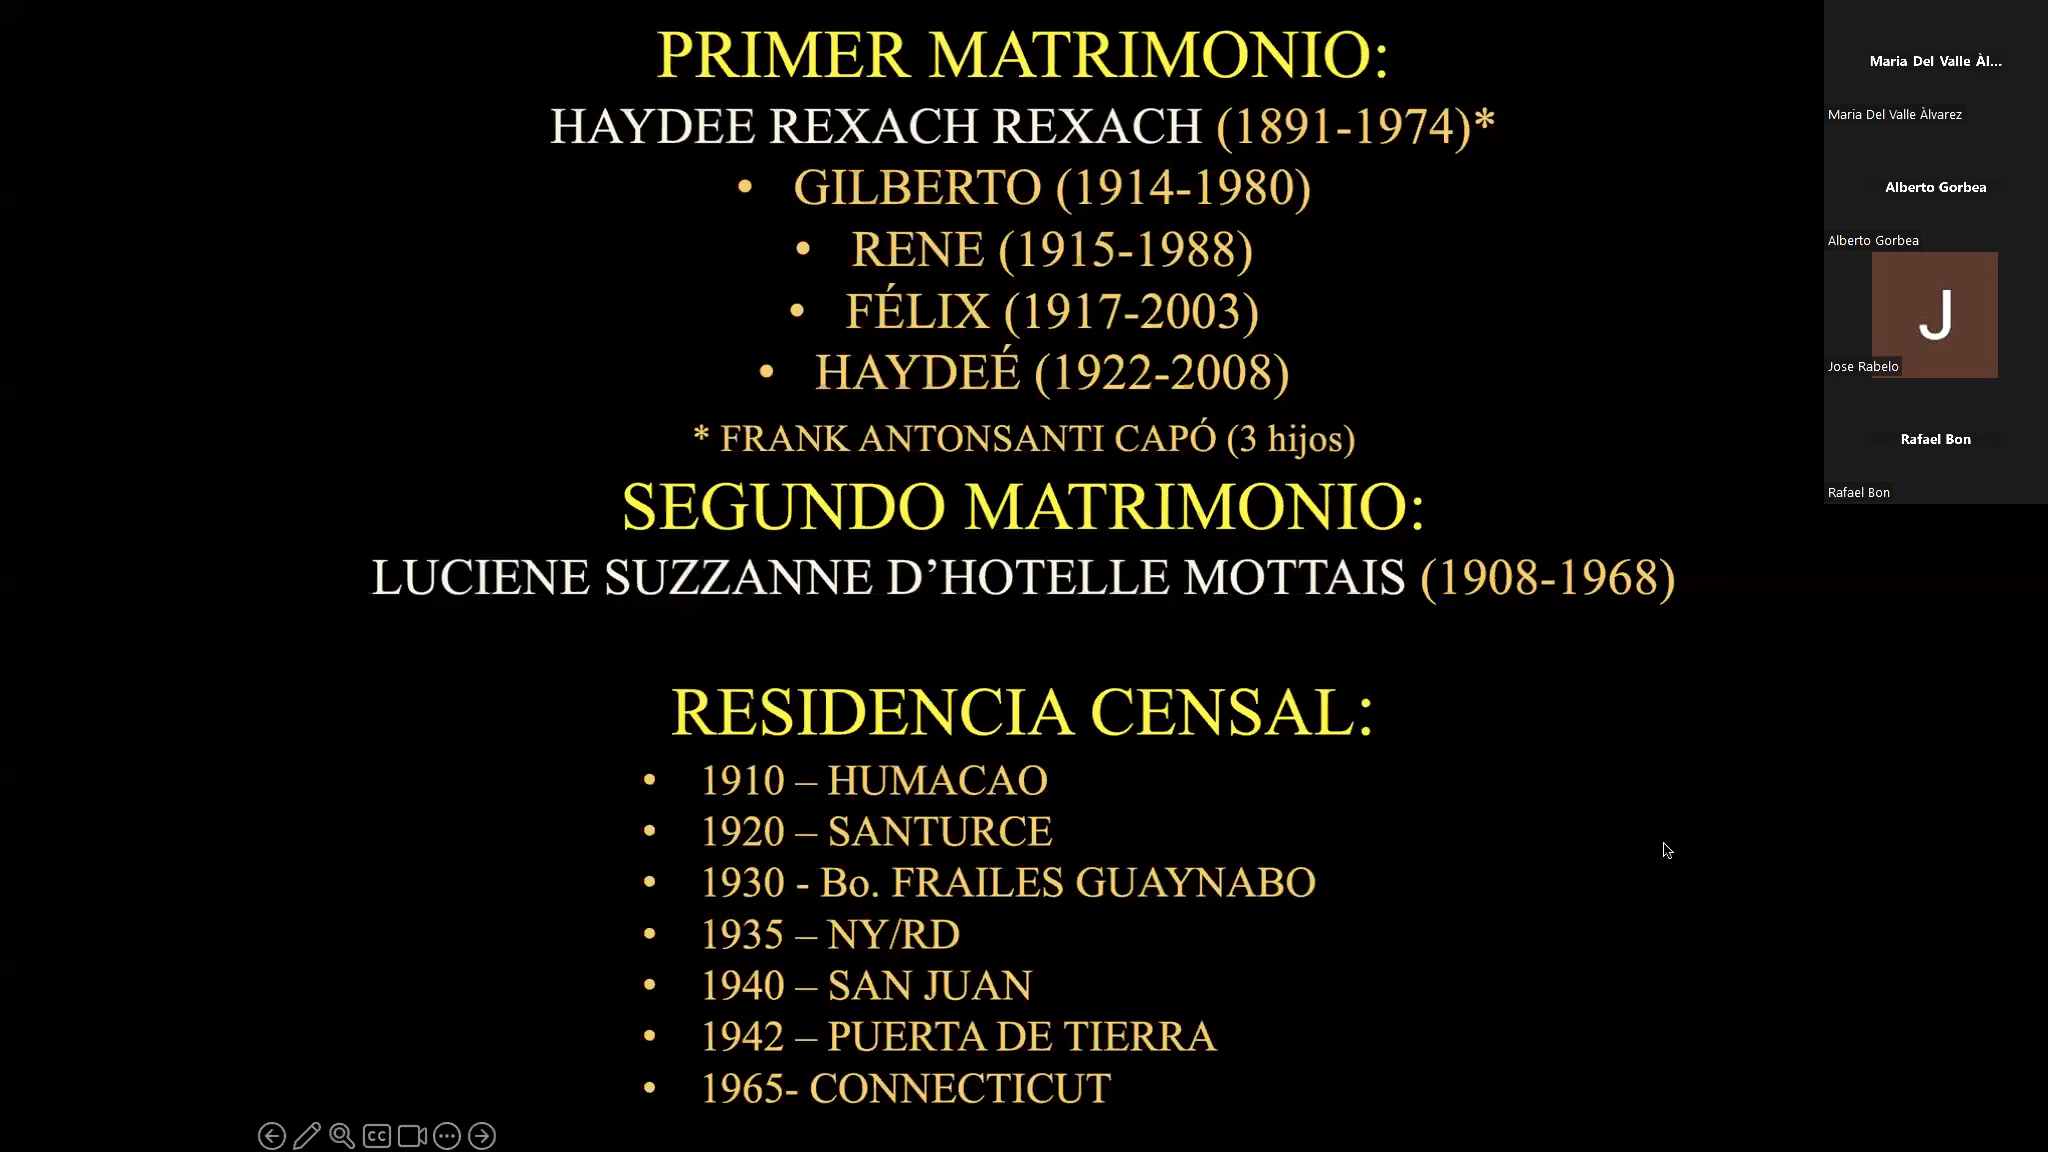 PRIMER MATRIMONIO:
HAYDEE REXACH REXACH (1891-1974)*
• GILBERTO (1914-1980)
• RENE (1915-1988)
• FÉLIX (1917-2003)
• HAYDEÉ (1922-2008)
* FRANK ANTONSANTI CAPÓ (3 hijos)
SEGUNDO MATRIMONIO:
LUCIENE SUZZANNE D’HOTELLE MOTTAIS (1908-1968)
RESIDENCIA CENSAL:
• 1910 – HUMACAO
• 1920 – SANTURCE
• 1930 - Bo. FRAILES GUAYNABO
• 1935 – NY/RD
• 1940 – SAN JUAN
• 1942 – PUERTA DE TIERRA
• 1965- CONNECTICUT
CC
Maria Del Valle Àl...
Maria Del Valle Àlvarez
Alberto Gorbea
Alberto Gorbea
J
Jose Rabelo
Rafael Bon
Rafael Bon